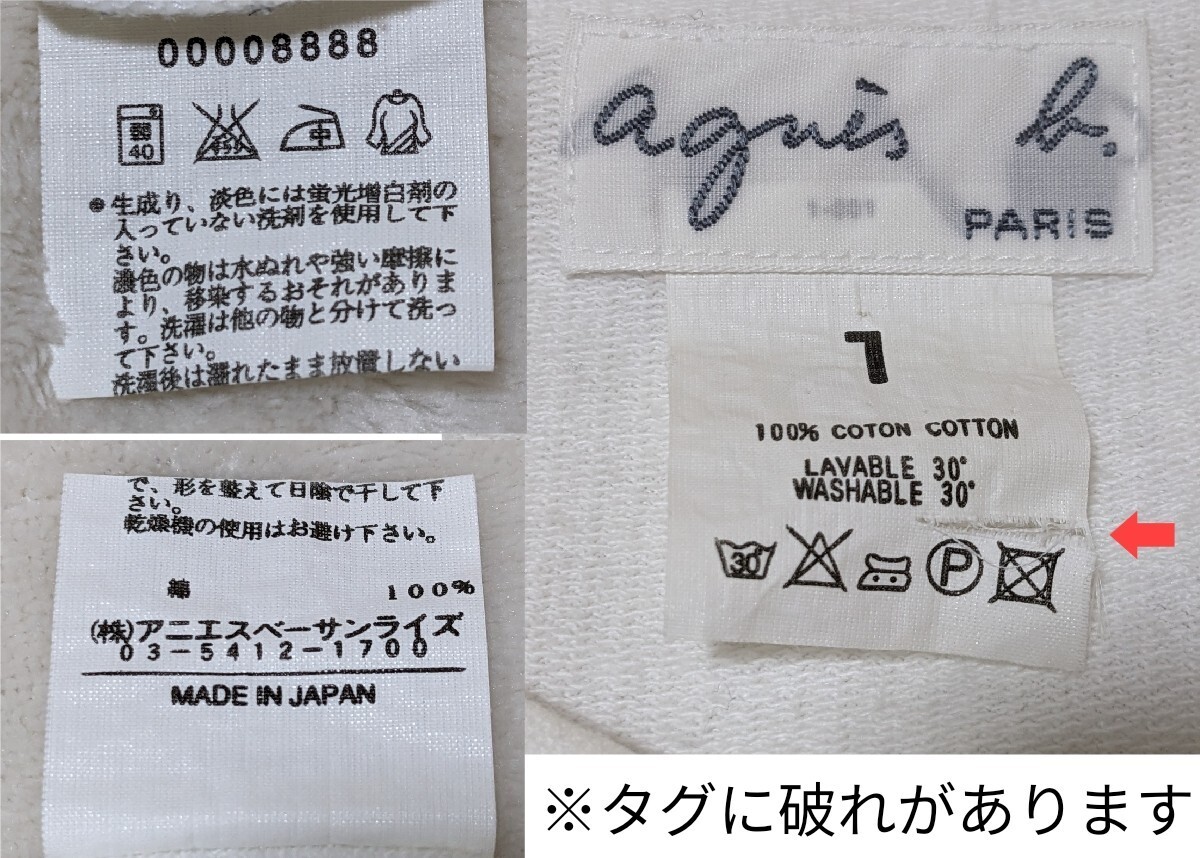 00008888
弱
40
エンソサラシ
中
●生成り、淡色には蛍光増白剤の
入っていない洗剤を使用して下
さい。
濃色の物は水ぬれや強い摩擦に
より、移染するおそれがありま
す。洗濯は他の物と分けて洗っ
て下さい。
洗濯後は濡れたまま放置しない
で、形を整えて日陰で干して下
さい。
乾燥機の使用はお避け下さい。
綿 100%
(株)アニエスベーサンライズ
03-5412-1700
MADE IN JAPAN
agnès b.
PARIS
1
100% COTON COTTON
LAVABLE 30°
WASHABLE 30°
30
P
※タグに破れがあります